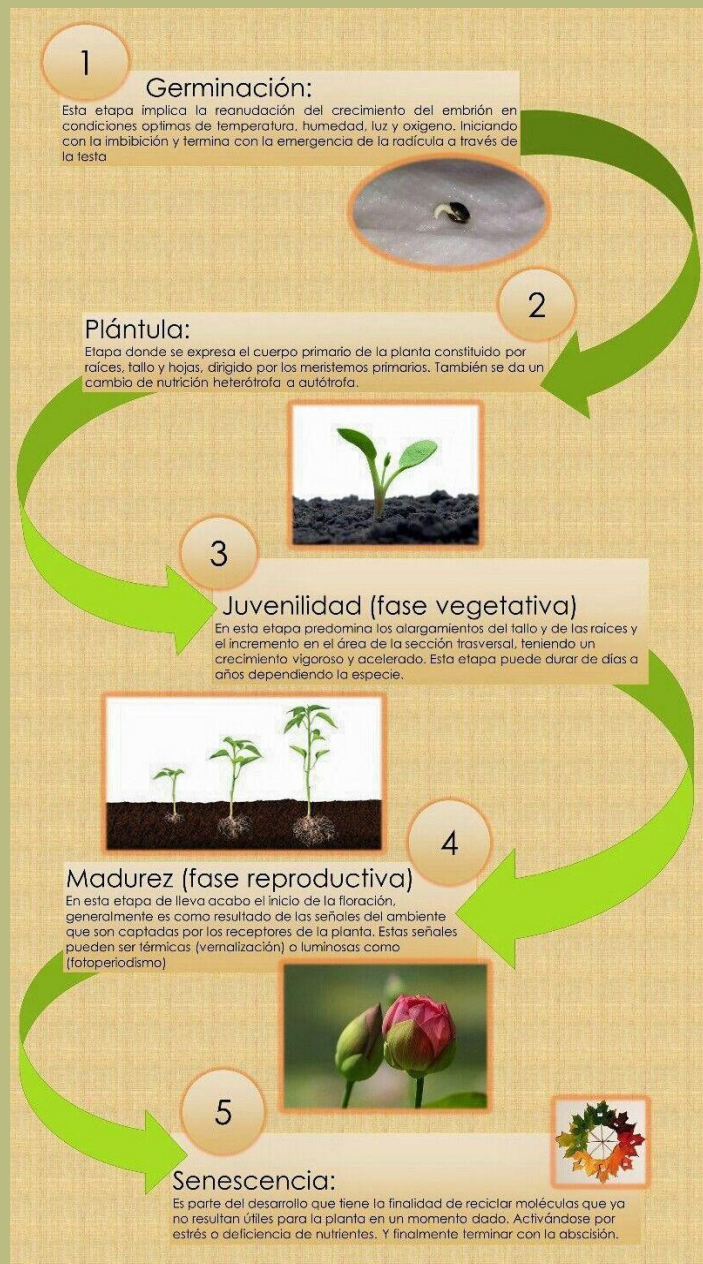 1
Germinación:
Esta etapa implica la reanudación del crecimiento del embrión en
condiciones optimas de temperatura, humedad, luz y oxigeno. Iniciando
con la imbibición y termina con la emergencia de la radícula a través de
la testa
2
Plántula:
Etapa donde se expresa el cuerpo primario de la planta constituido por
raíces, tallo y hojas, dirigido por los meristemos primarios. También se da un
cambio de nutrición heterótrofa a autótrofa.
3
Juvenilidad (fase vegetativa)
En esta etapa predomina los alargamientos del tallo y de las raíces y
el incremento en el área de la sección trasversal, teniendo un
crecimiento vigoroso y acelerado. Esta etapa puede durar de días a
años dependiendo la especie.
4
Madurez (fase reproductiva)
En esta etapa de lleva acabo el inicio de la floración,
generalmente es como resultado de las señales del ambiente
que son captadas por los receptores de la planta. Estas señales
pueden ser térmicas (vernalización) o luminosas como
(fotoperiodismo)
5
Senescencia:
Es parte del desarrollo que tiene la finalidad de reciclar moléculas que ya
no resultan útiles para la planta en un momento dado. Activándose por
estrés o deficiencia de nutrientes. Y finalmente terminar con la abscisión.